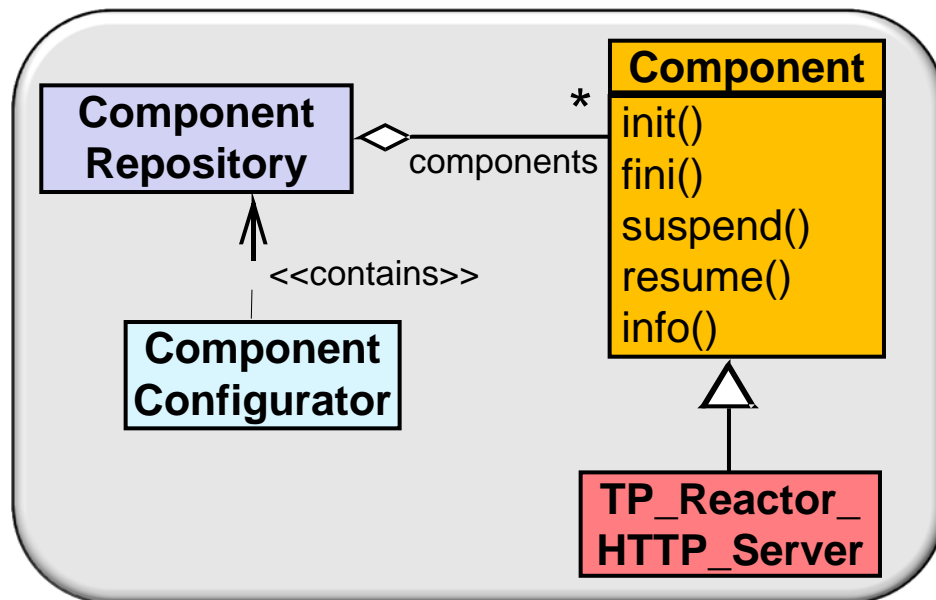 Component
Repository
*
components
Component
init()
fini()
suspend()
resume()
info()
<<contains>>
Component
Configurator
TP_Reactor_
HTTP_Server